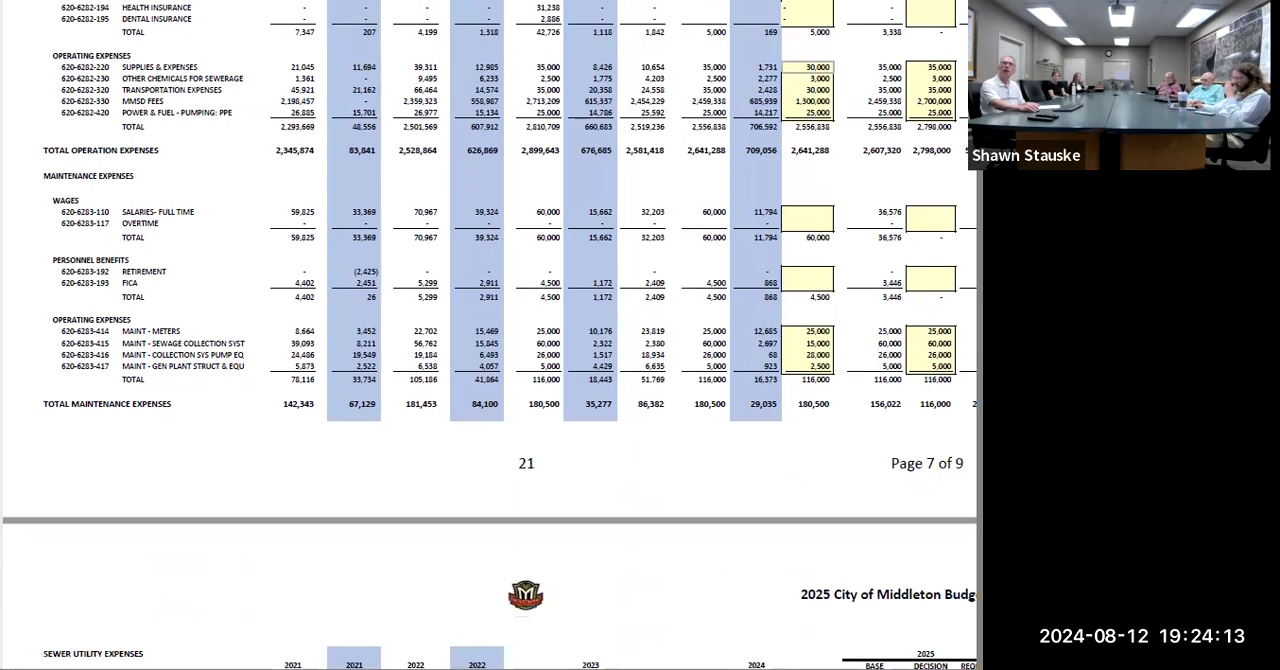 620-6282-194 HEALTH INSURANCE - - - - 31,238 - - - - - -
620-6282-195 DENTAL INSURANCE - - - - 2,886 - - - - - -
TOTAL 7,347 207 4,199 1,318 42,726 1,118 1,842 5,000 169 5,000 3,338 -
OPERATING EXPENSES
620-6282-220 SUPPLIES & EXPENSES 21,045 11,694 39,311 12,985 35,000 8,426 10,654 35,000 1,731 30,000 35,000 35,000
620-6282-230 OTHER CHEMICALS FOR SEWERAGE 1,361 - 9,495 6,233 2,500 1,775 4,203 2,500 2,277 3,000 2,500 3,000
620-6282-320 TRANSPORTATION EXPENSES 45,921 21,162 66,464 14,574 35,000 20,358 24,558 35,000 2,428 30,000 35,000 35,000
620-6282-330 MMSD FEES 2,198,457 - 2,359,323 558,987 2,713,209 615,337 2,454,229 2,459,338 685,939 1,300,000 2,459,338 2,700,000
620-6282-420 POWER & FUEL - PUMPING: PPE 26,885 15,701 26,977 15,134 25,000 14,786 25,592 25,000 14,217 25,000 25,000 25,000
TOTAL 2,293,669 48,556 2,501,569 607,912 2,810,709 660,683 2,519,236 2,556,838 706,592 2,556,838 2,556,838 2,798,000
TOTAL OPERATION EXPENSES 2,345,874 83,841 2,528,864 626,869 2,899,643 676,685 2,581,418 2,641,288 709,056 2,641,288 2,607,320 2,798,000
MAINTENANCE EXPENSES
WAGES
620-6283-110 SALARIES- FULL TIME 59,825 33,369 70,967 39,324 60,000 15,662 32,203 60,000 11,794 36,576
620-6283-117 OVERTIME - - - - - - - - - -
TOTAL 59,825 33,369 70,967 39,324 60,000 15,662 32,203 60,000 11,794 60,000 36,576 -
PERSONNEL BENEFITS
620-6283-192 RETIREMENT - (2,425) - - - - - - - -
620-6283-193 FICA 4,402 2,451 5,299 2,911 4,500 1,172 2,409 4,500 868 3,446
TOTAL 4,402 26 5,299 2,911 4,500 1,172 2,409 4,500 868 4,500 3,446 -
OPERATING EXPENSES
620-6283-414 MAINT - METERS 8,664 3,452 22,702 15,469 25,000 10,176 23,819 25,000 12,685 25,000 25,000 25,000
620-6283-415 MAINT - SEWAGE COLLECTION SYST 39,093 8,211 56,762 15,845 60,000 2,322 2,380 60,000 2,697 15,000 60,000 60,000
620-6283-416 MAINT - COLLECTION SYS PUMP EQ 24,486 19,549 19,184 6,493 26,000 1,517 18,934 26,000 68 28,000 26,000 26,000
620-6283-417 MAINT - GEN PLANT STRUCT & EQU 5,873 2,522 6,538 4,057 5,000 4,429 6,635 5,000 923 2,500 5,000 5,000
TOTAL 78,116 33,734 105,186 41,864 116,000 18,443 51,769 116,000 16,373 116,000 116,000 116,000
TOTAL MAINTENANCE EXPENSES 142,343 67,129 181,453 84,100 180,500 35,277 86,382 180,500 29,035 180,500 156,022 116,000 2
21 Page 7 of 9
2025 City of Middleton Budg
SEWER UTILITY EXPENSES 2025
2021 2021 2022 2022 2023 2024 BASE DECISION REQ
Shawn Stauske
2024-08-12 19:24:13